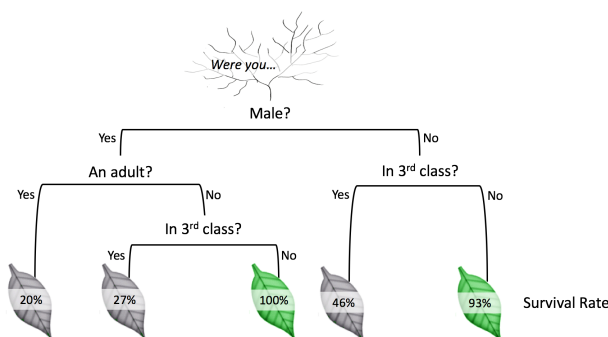 Were you...
Male?
Yes
No
An adult?
In 3rd class?
Yes
No
Yes
No
In 3rd class?
Yes
No
20%
27%
100%
46%
93%
Survival Rate